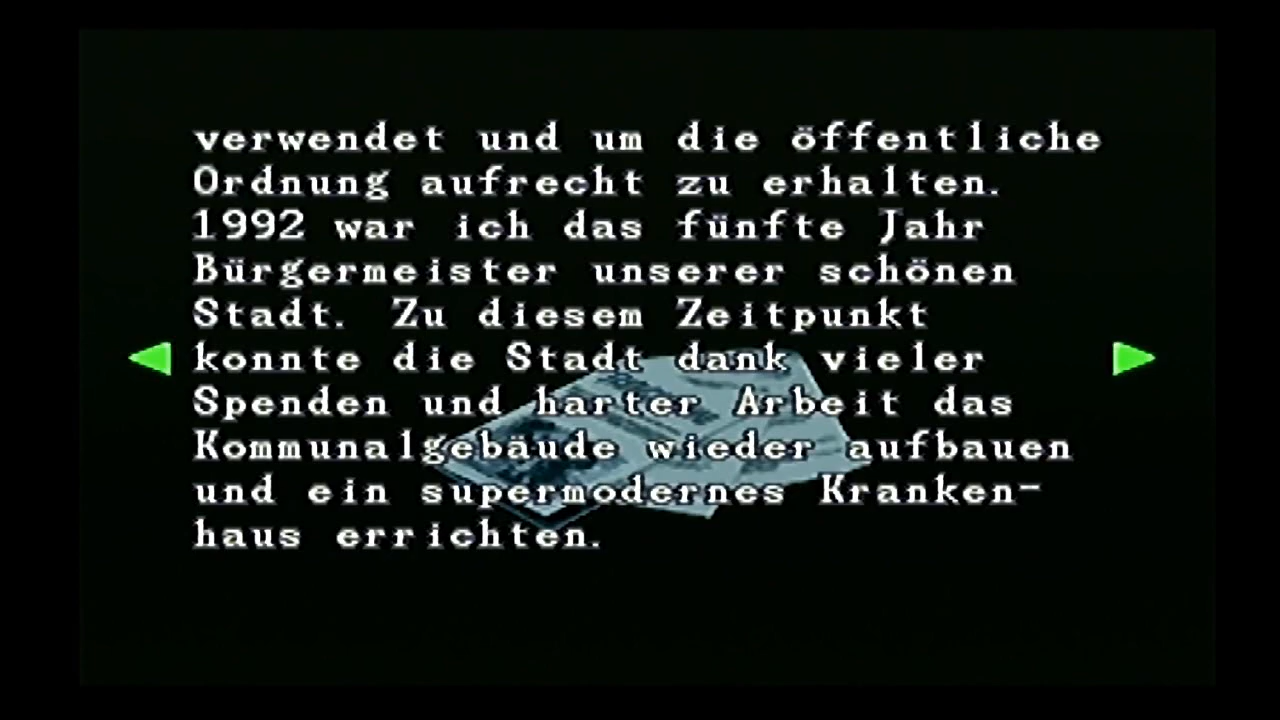 verwendet und um die öffentliche
Ordnung aufrecht zu erhalten.
1992 war ich das fünfte Jahr
Bürgermeister unserer schönen
Stadt. Zu diesem Zeitpunkt
konnte die Stadt dank vieler
Spenden und harter Arbeit das
Kommunalgebäude wieder aufbauen
und ein supermodernes Kranken-
haus errichten.